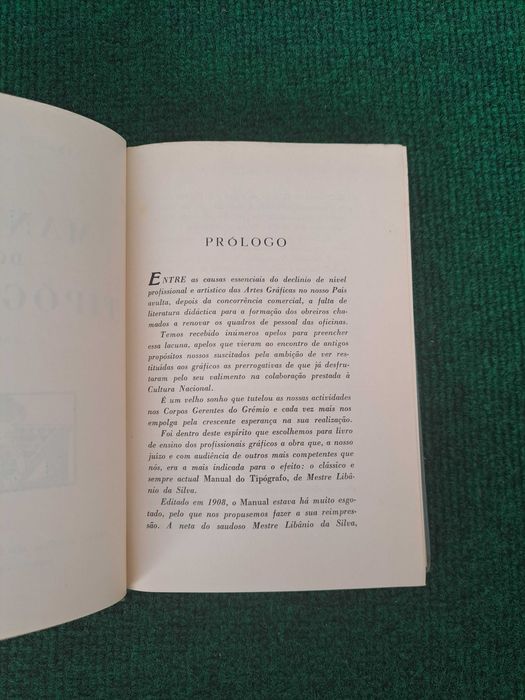 PRÓLOGO
ENTRE as causas essenciais do declínio de nível
profissional e artístico das Artes Gráficas no nosso País
avulta, depois da concorrência comercial, a falta de
literatura didáctica para a formação dos obreiros cha-
mados a renovar os quadros de pessoal das oficinas.
Temos recebido inúmeros apelos para preencher
essa lacuna, apelos que vieram ao encontro de antigos
propósitos nossos suscitados pela ambição de ver res-
tituídas aos gráficos as prerrogativas de que já desfru-
taram pelo seu valimento na colaboração prestada à
Cultura Nacional.
É um velho sonho que tutelou as nossas actividades
nos Corpos Gerentes do Grémio e cada vez mais nos
empolga pela crescente esperança na sua realização.
Foi dentro deste espírito que escolhemos para livro
de ensino dos profissionais gráficos a obra que, a nosso
juízo e com audiência de outros mais competentes que
nós, era a mais indicada para o efeito: o clássico e
sempre actual Manual do Tipógrafo, de Mestre Libâ-
nio da Silva.
Editado em 1908, o Manual estava há muito esgo-
tado, pelo que nos propusemos fazer a sua reimpres-
são. A neta do saudoso Mestre Libânio da Silva,